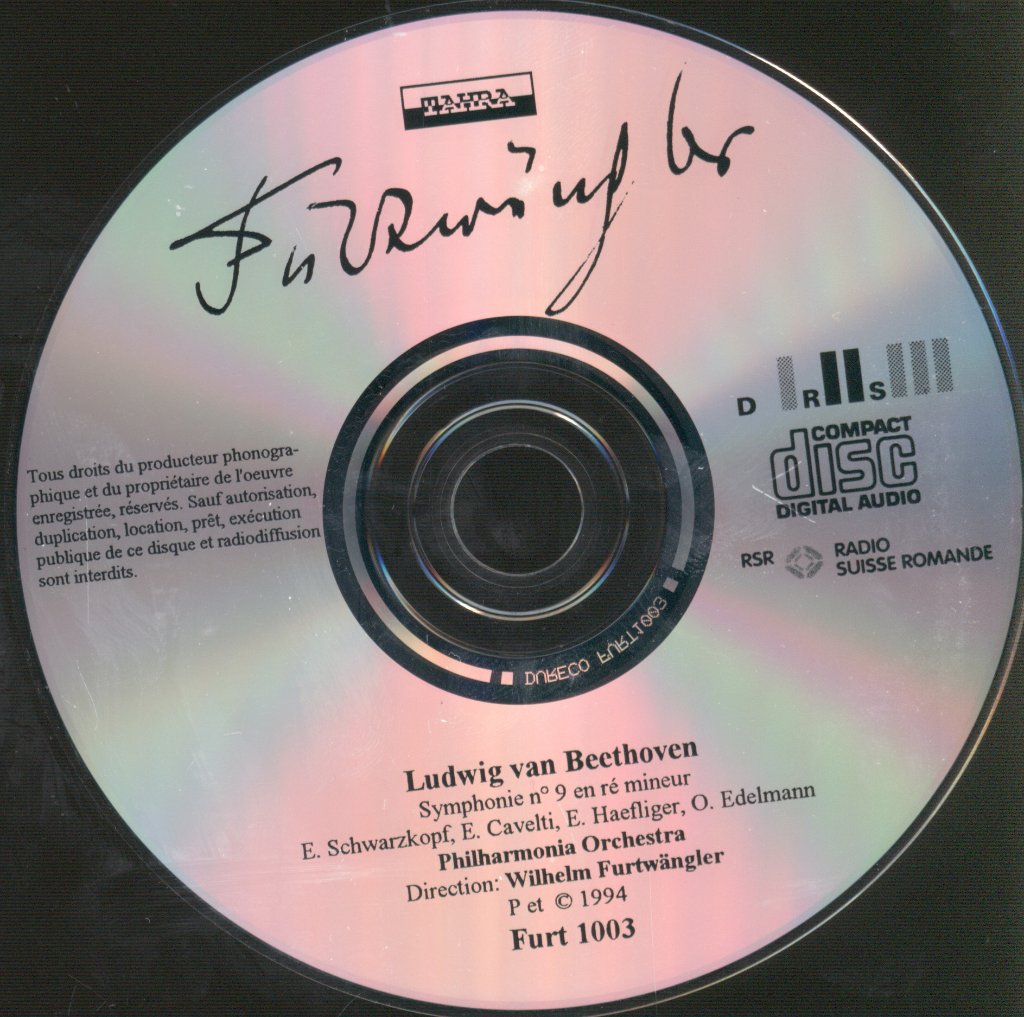 TAHRA
Furtwängler
D R S
COMPACT
disc
DIGITAL AUDIO
RSR RADIO
SUISSE ROMANDE
Tous droits du producteur phonogra-
phique et du propriétaire de l'oeuvre
enregistrée, réservés. Sauf autorisation,
duplication, location, prêt, exécution
publique de ce disque et radiodiffusion
sont interdits.
DURECO FURT1003
Ludwig van Beethoven
Symphonie n° 9 en ré mineur
E. Schwarzkopf, E. Cavelti, E. Haefliger, O. Edelmann
Philharmonia Orchestra
Direction: Wilhelm Furtwängler
P et © 1994
Furt 1003